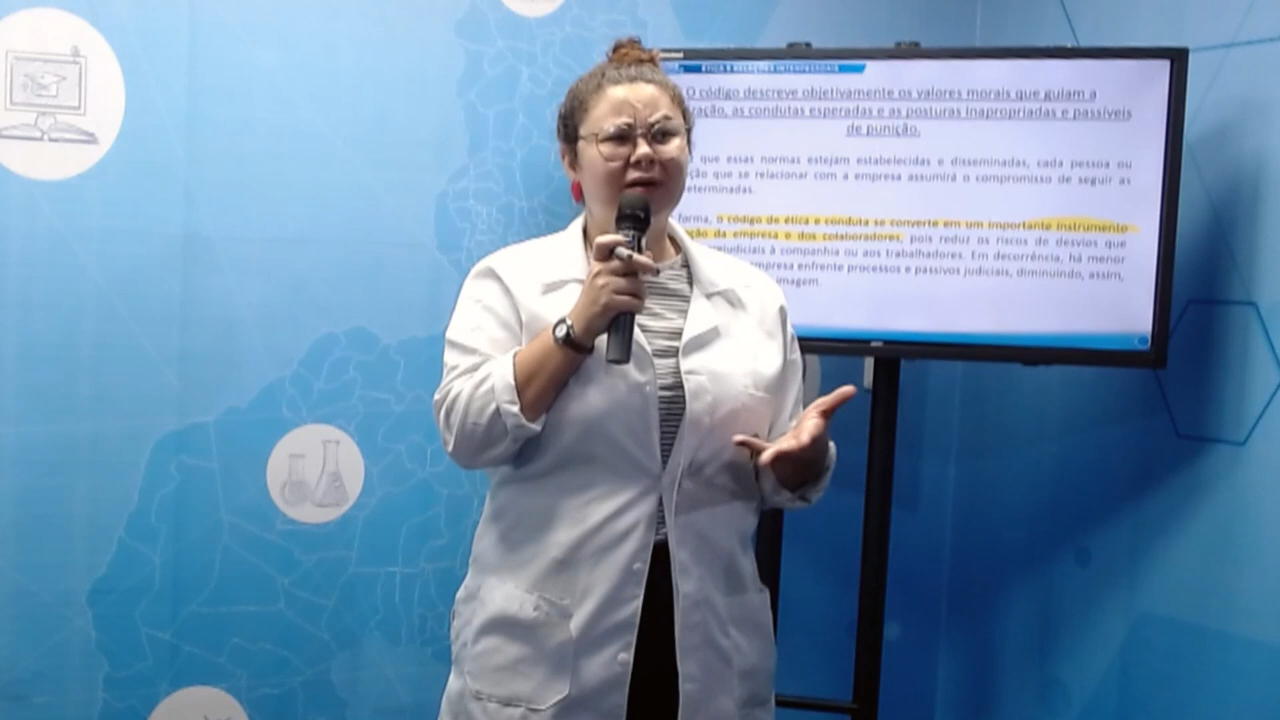 ÉTICA E RELAÇÕES INTERPESSOAIS
O código descreve objetivamente os valores morais que guiam a
ração, as condutas esperadas e as posturas inapropriadas e passíveis
de punição.
que essas normas estejam estabelecidas e disseminadas, cada pessoa ou
ção que se relacionar com a empresa assumirá o compromisso de seguir as
eterminadas.
forma, o código de ética e conduta se converte em um importante instrumento
ção da empresa e dos colaboradores, pois reduz os riscos de desvios que
rejudiciais à companhia ou aos trabalhadores. Em decorrência, há menor
mpresa enfrente processos e passivos judiciais, diminuindo, assim,
imagem.